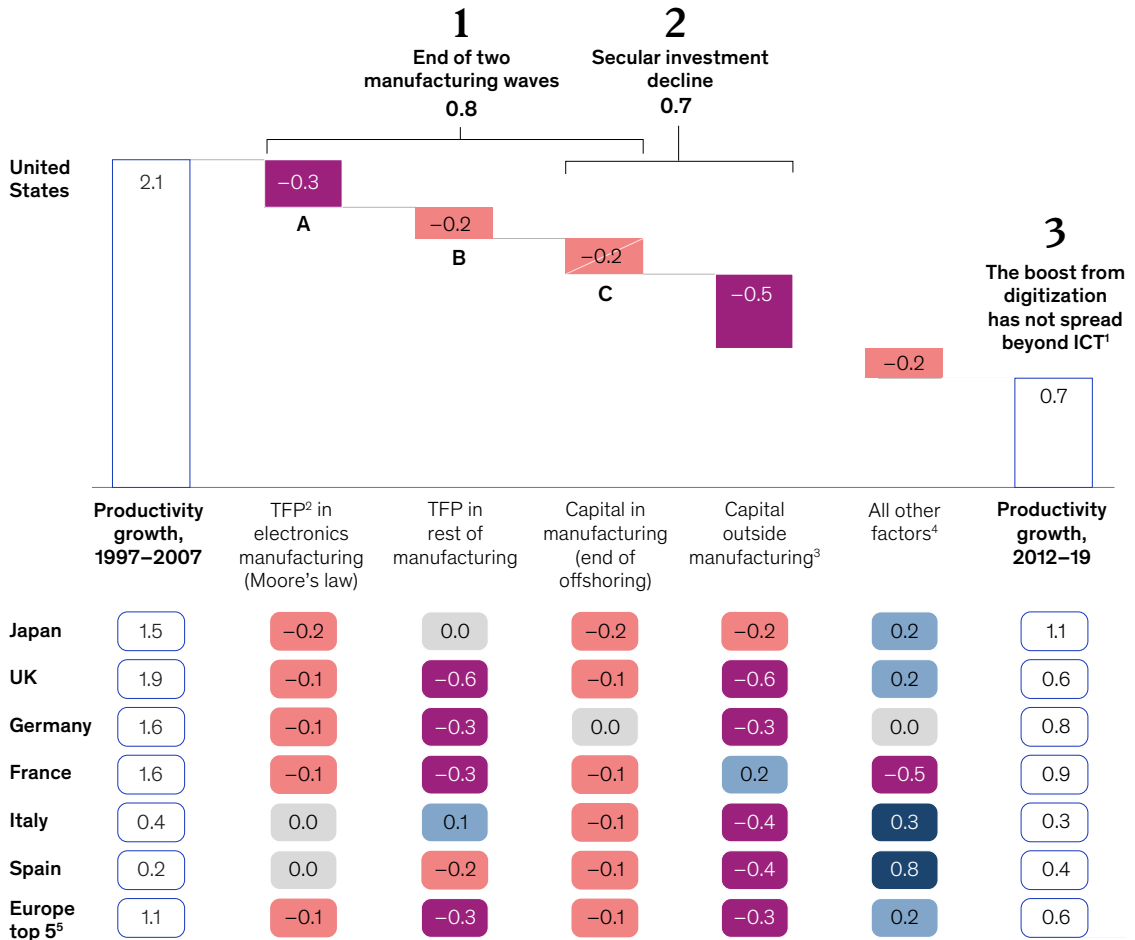 1
End of two
manufacturing waves
0.8
2
Secular investment
decline
0.7
United
States
2.1
−0.3
A
−0.2
B
−0.2
C
−0.5
−0.2
3
The boost from
digitization
has not spread
beyond ICT¹
0.7
Productivity
growth,
1997–2007
TFP² in
electronics
manufacturing
(Moore’s law)
TFP in
rest of
manufacturing
Capital in
manufacturing
(end of
offshoring)
Capital
outside
manufacturing³
All other
factors⁴
Productivity
growth,
2012–19
Japan 1.5 −0.2 0.0 −0.2 −0.2 0.2 1.1
UK 1.9 −0.1 −0.6 −0.1 −0.6 0.2 0.6
Germany 1.6 −0.1 −0.3 0.0 −0.3 0.0 0.8
France 1.6 −0.1 −0.3 −0.1 0.2 −0.5 0.9
Italy 0.4 0.0 0.1 −0.1 −0.4 0.3 0.3
Spain 0.2 0.0 −0.2 −0.1 −0.4 0.8 0.4
Europe
top 5⁵ 1.1 −0.1 −0.3 −0.1 −0.3 0.2 0.6